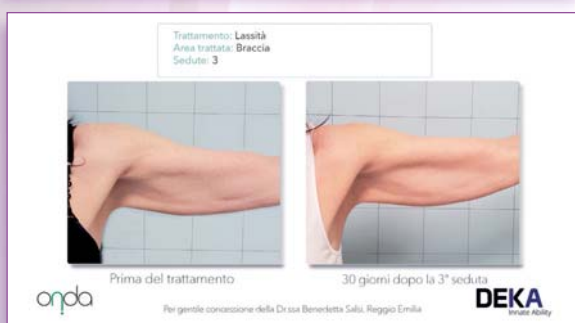 Trattamento: Lassità
Area trattata: Braccia
Sedute: 3
Prima del trattamento
30 giorni dopo la 3° seduta
onda
Per gentile concessione della Dr.ssa Benedetta Salsi, Reggio Emilia
DEKA
Innate Ability